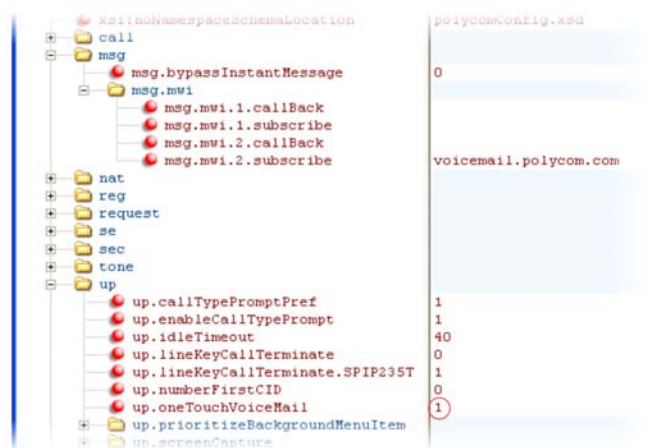 xsi:noNamespaceSchemaLocation polycomConfig.xsd
call
msg
msg.bypassInstantMessage 0
msg.mwi
msg.mwi.1.callBack
msg.mwi.1.subscribe
msg.mwi.2.callBack
msg.mwi.2.subscribe voicemail.polycom.com
nat
reg
request
se
sec
tone
up
up.callTypePromptPref 1
up.enableCallTypePrompt 1
up.idleTimeout 40
up.lineKeyCallTerminate 0
up.lineKeyCallTerminate.SPIP235T 1
up.numberFirstCID 0
up.oneTouchVoiceMail 1
up.prioritizeBackgroundMenuItem
up.screenCapture